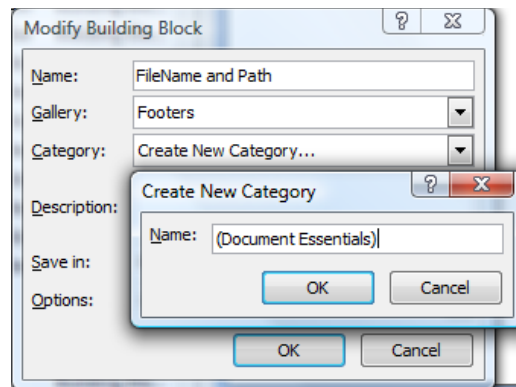 Modify Building Block
Name: FileName and Path
Gallery: Footers
Category: Create New Category...
Create New Category
Description:
Name: (Document Essentials)
Save in:
OK Cancel
Options:
OK Cancel